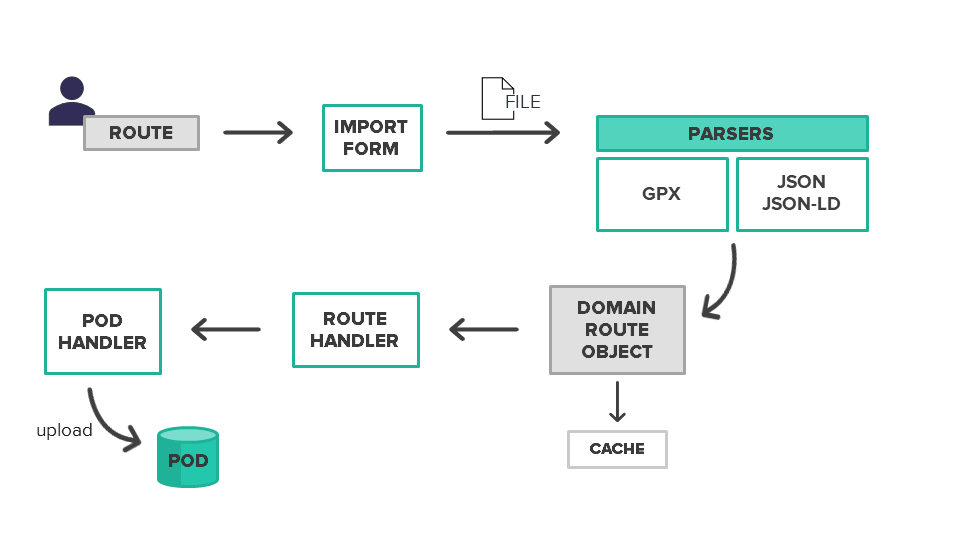 ROUTE
IMPORT
FORM
FILE
PARSERS
GPX
JSON
JSON-LD
POD
HANDLER
ROUTE
HANDLER
DOMAIN
ROUTE
OBJECT
upload
POD
CACHE